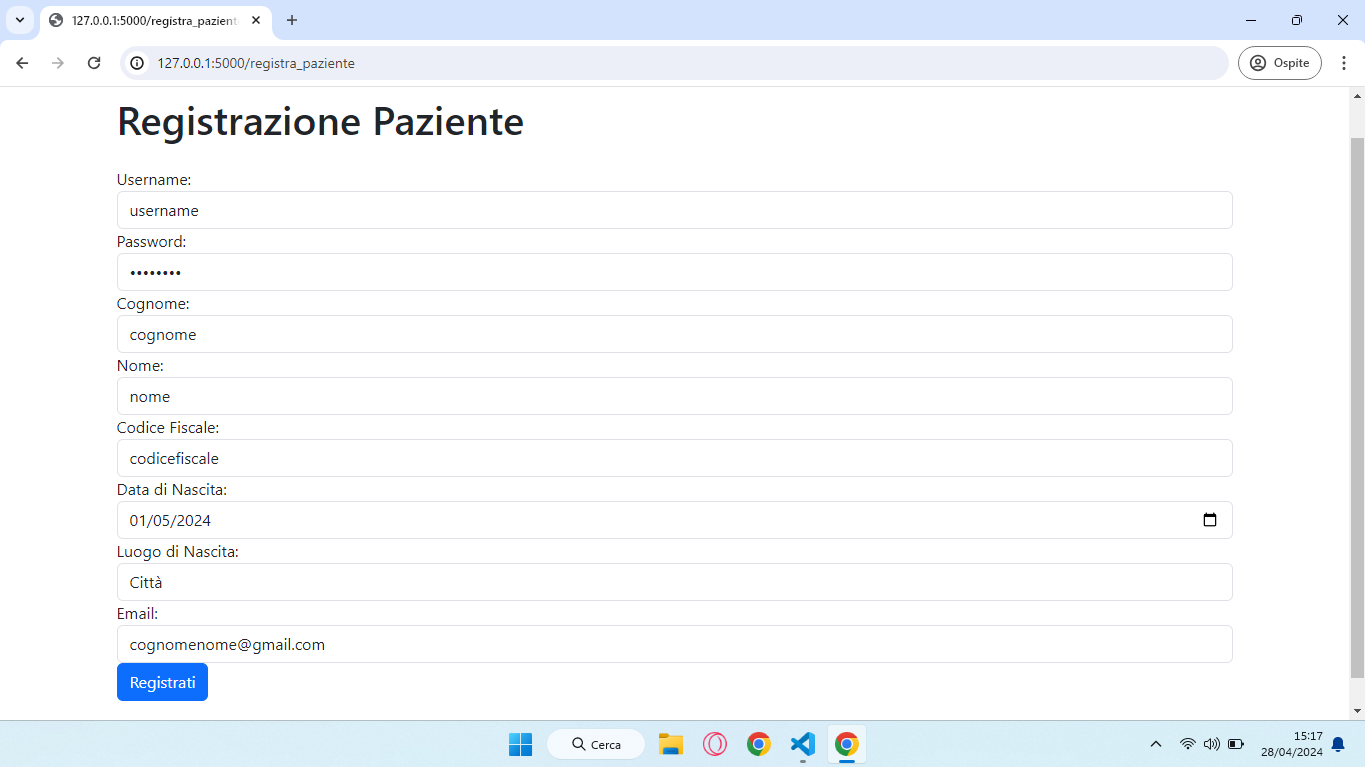 127.0.0.1:5000/registra_pazient
127.0.0.1:5000/registra_paziente
Ospite
Registrazione Paziente
Username:
username
Password:
••••••••
Cognome:
cognome
Nome:
nome
Codice Fiscale:
codicefiscale
Data di Nascita:
01/05/2024
Luogo di Nascita:
Città
Email:
cognomenome@gmail.com
Registrati
Cerca
15:17
28/04/2024